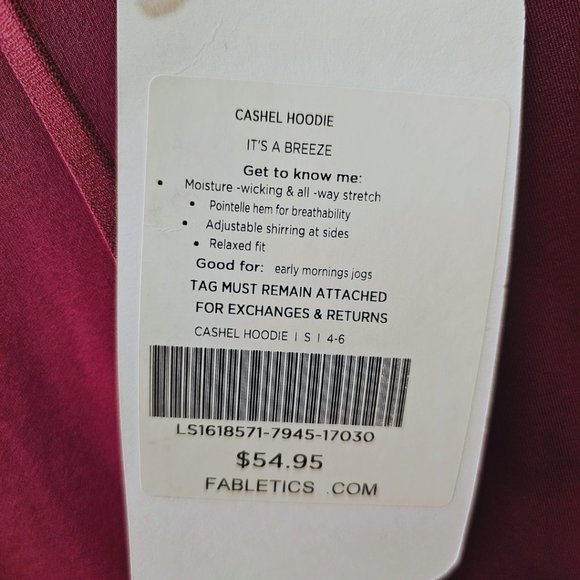 CASHEL HOODIE
IT'S A BREEZE
Get to know me:
• Moisture -wicking & all -way stretch
• Pointelle hem for breathability
• Adjustable shirring at sides
• Relaxed fit
Good for: early mornings jogs
TAG MUST REMAIN ATTACHED
FOR EXCHANGES & RETURNS
CASHEL HOODIE | S | 4-6
LS1618571-7945-17030
$54.95
FABLETICS .COM